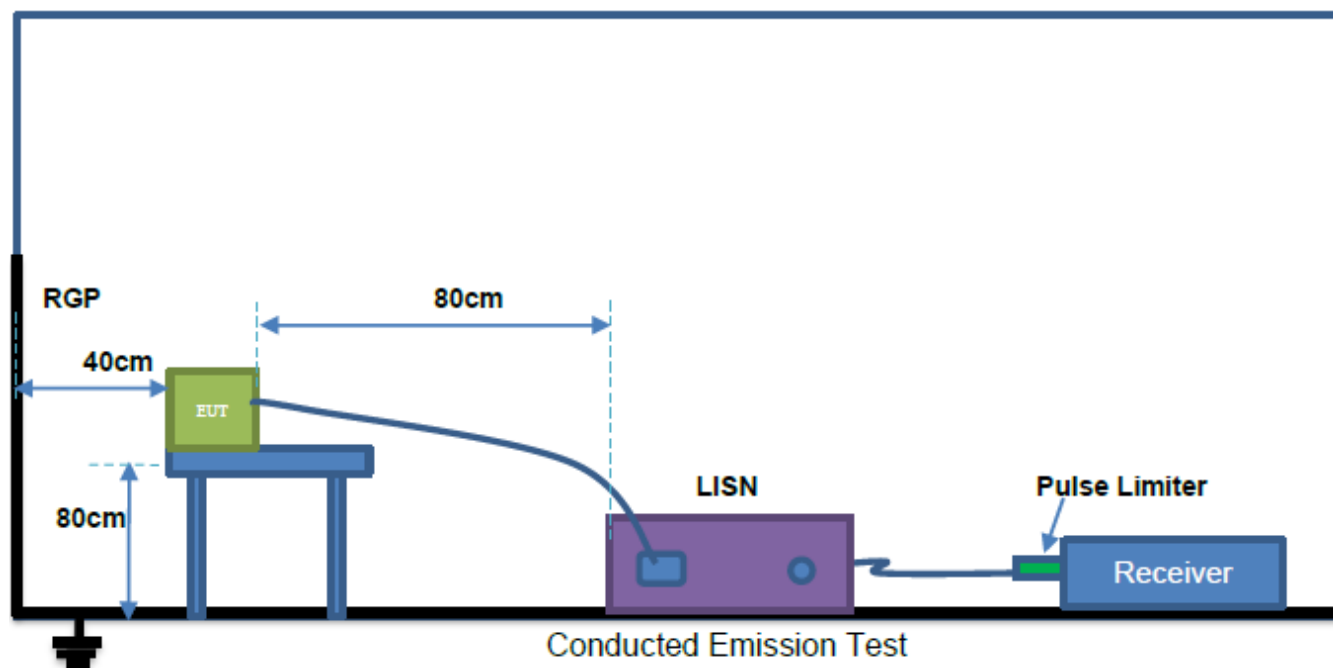 RGP
80cm
40cm
EUT
LISN
Pulse Limiter
80cm
Receiver
Conducted Emission Test